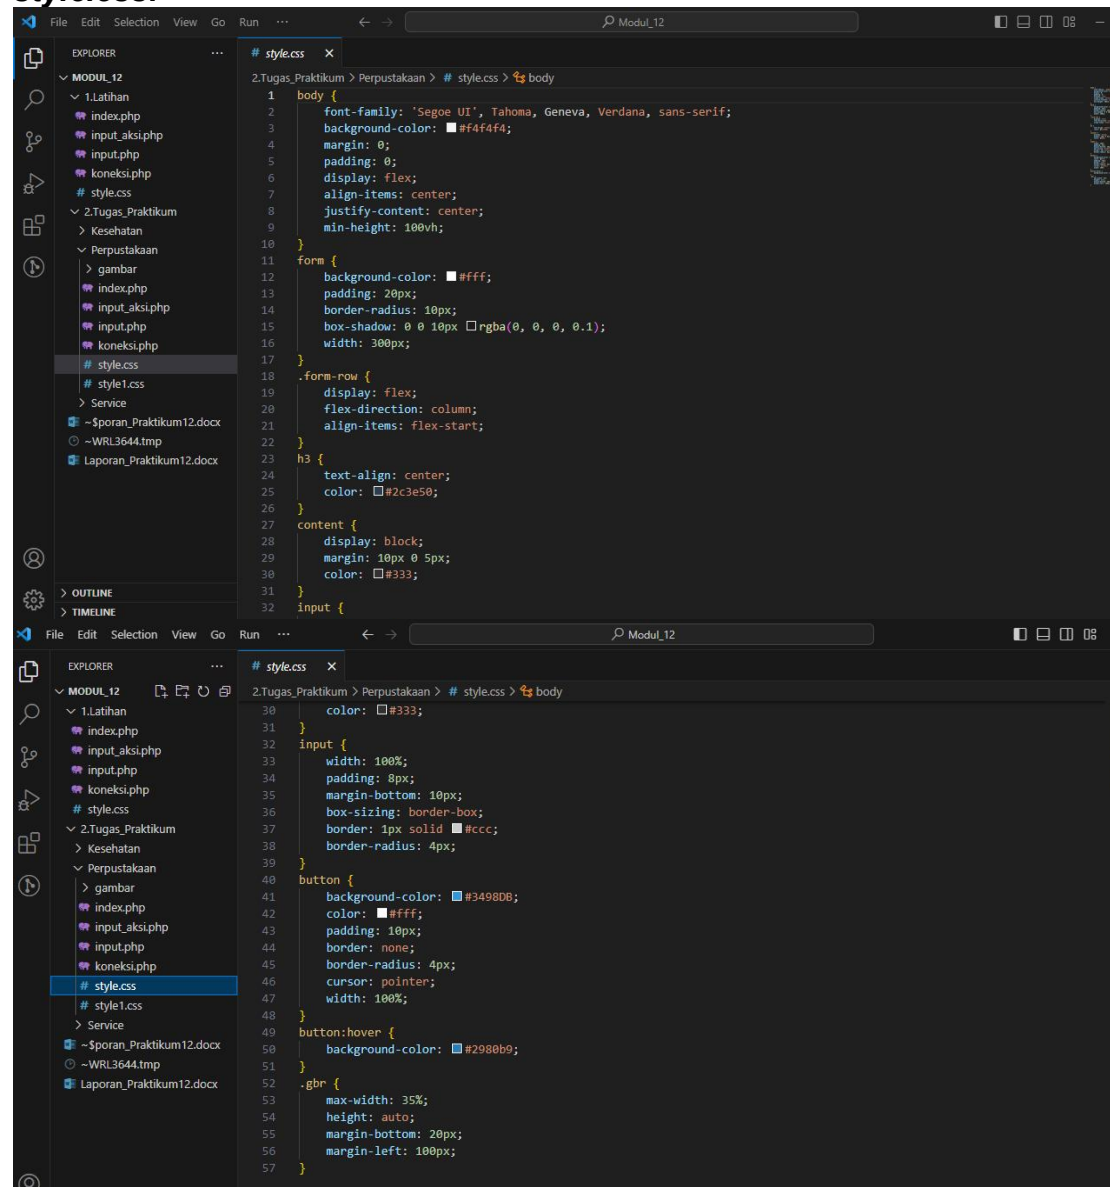 File Edit Selection View Go Run ··· ← → Modul_12
EXPLORER ···
MODUL_12
1.Latihan
index.php
input_aksi.php
input.php
koneksi.php
# style.css
2.Tugas_Praktikum
Kesehatan
Perpustakaan
gambar
index.php
input_aksi.php
input.php
koneksi.php
# style.css
# style1.css
Service
~$poran_Praktikum12.docx
~WRL3644.tmp
Laporan_Praktikum12.docx
OUTLINE
TIMELINE
# style.css ×
2.Tugas_Praktikum > Perpustakaan > # style.css > body
1 body {
2 font-family: 'Segoe UI', Tahoma, Geneva, Verdana, sans-serif;
3 background-color: #f4f4f4;
4 margin: 0;
5 padding: 0;
6 display: flex;
7 align-items: center;
8 justify-content: center;
9 min-height: 100vh;
10 }
11 form {
12 background-color: #fff;
13 padding: 20px;
14 border-radius: 10px;
15 box-shadow: 0 0 10px rgba(0, 0, 0, 0.1);
16 width: 300px;
17 }
18 .form-row {
19 display: flex;
20 flex-direction: column;
21 align-items: flex-start;
22 }
23 h3 {
24 text-align: center;
25 color: #2c3e50;
26 }
27 content {
28 display: block;
29 margin: 10px 0 5px;
30 color: #333;
31 }
32 input {
File Edit Selection View Go Run ··· ← → Modul_12
EXPLORER ···
MODUL_12
1.Latihan
index.php
input_aksi.php
input.php
koneksi.php
# style.css
2.Tugas_Praktikum
Kesehatan
Perpustakaan
gambar
index.php
input_aksi.php
input.php
koneksi.php
# style.css
# style1.css
Service
~$poran_Praktikum12.docx
~WRL3644.tmp
Laporan_Praktikum12.docx
# style.css ×
2.Tugas_Praktikum > Perpustakaan > # style.css > body
30 color: #333;
31 }
32 input {
33 width: 100%;
34 padding: 8px;
35 margin-bottom: 10px;
36 box-sizing: border-box;
37 border: 1px solid #ccc;
38 border-radius: 4px;
39 }
40 button {
41 background-color: #3498DB;
42 color: #fff;
43 padding: 10px;
44 border: none;
45 border-radius: 4px;
46 cursor: pointer;
47 width: 100%;
48 }
49 button:hover {
50 background-color: #2980b9;
51 }
52 .gbr {
53 max-width: 35%;
54 height: auto;
55 margin-bottom: 20px;
56 margin-left: 100px;
57 }